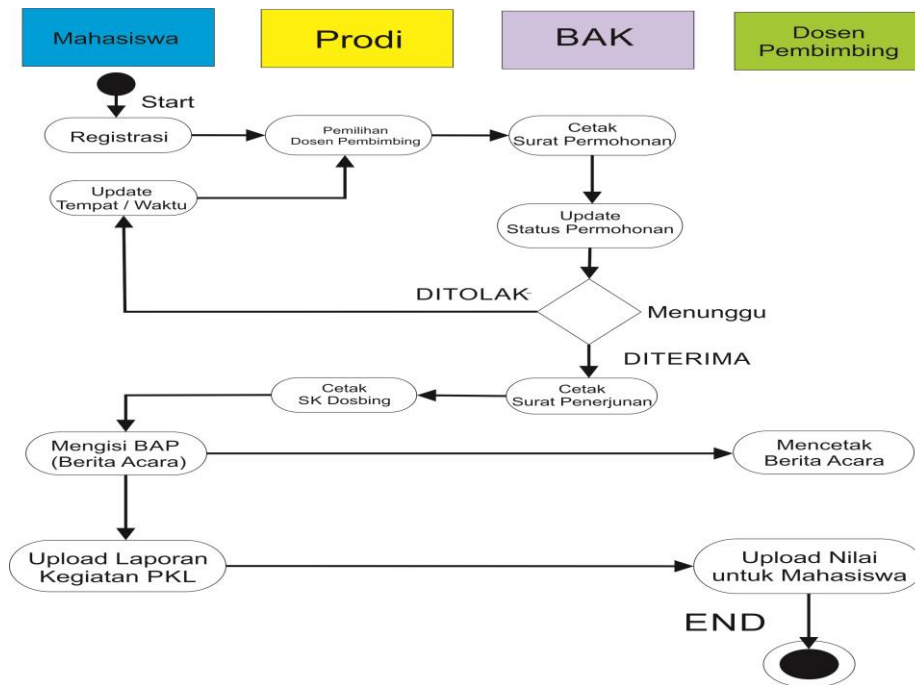 Mahasiswa
Prodi
BAK
Dosen
Pembimbing
Start
Registrasi
Pemilihan
Dosen Pembimbing
Cetak
Surat Permohonan
Update
Tempat / Waktu
Update
Status Permohonan
DITOLAK
Menunggu
DITERIMA
Cetak
SK Dosbing
Cetak
Surat Penerjunan
Mengisi BAP
(Berita Acara)
Mencetak
Berita Acara
Upload Laporan
Kegiatan PKL
Upload Nilai
untuk Mahasiswa
END